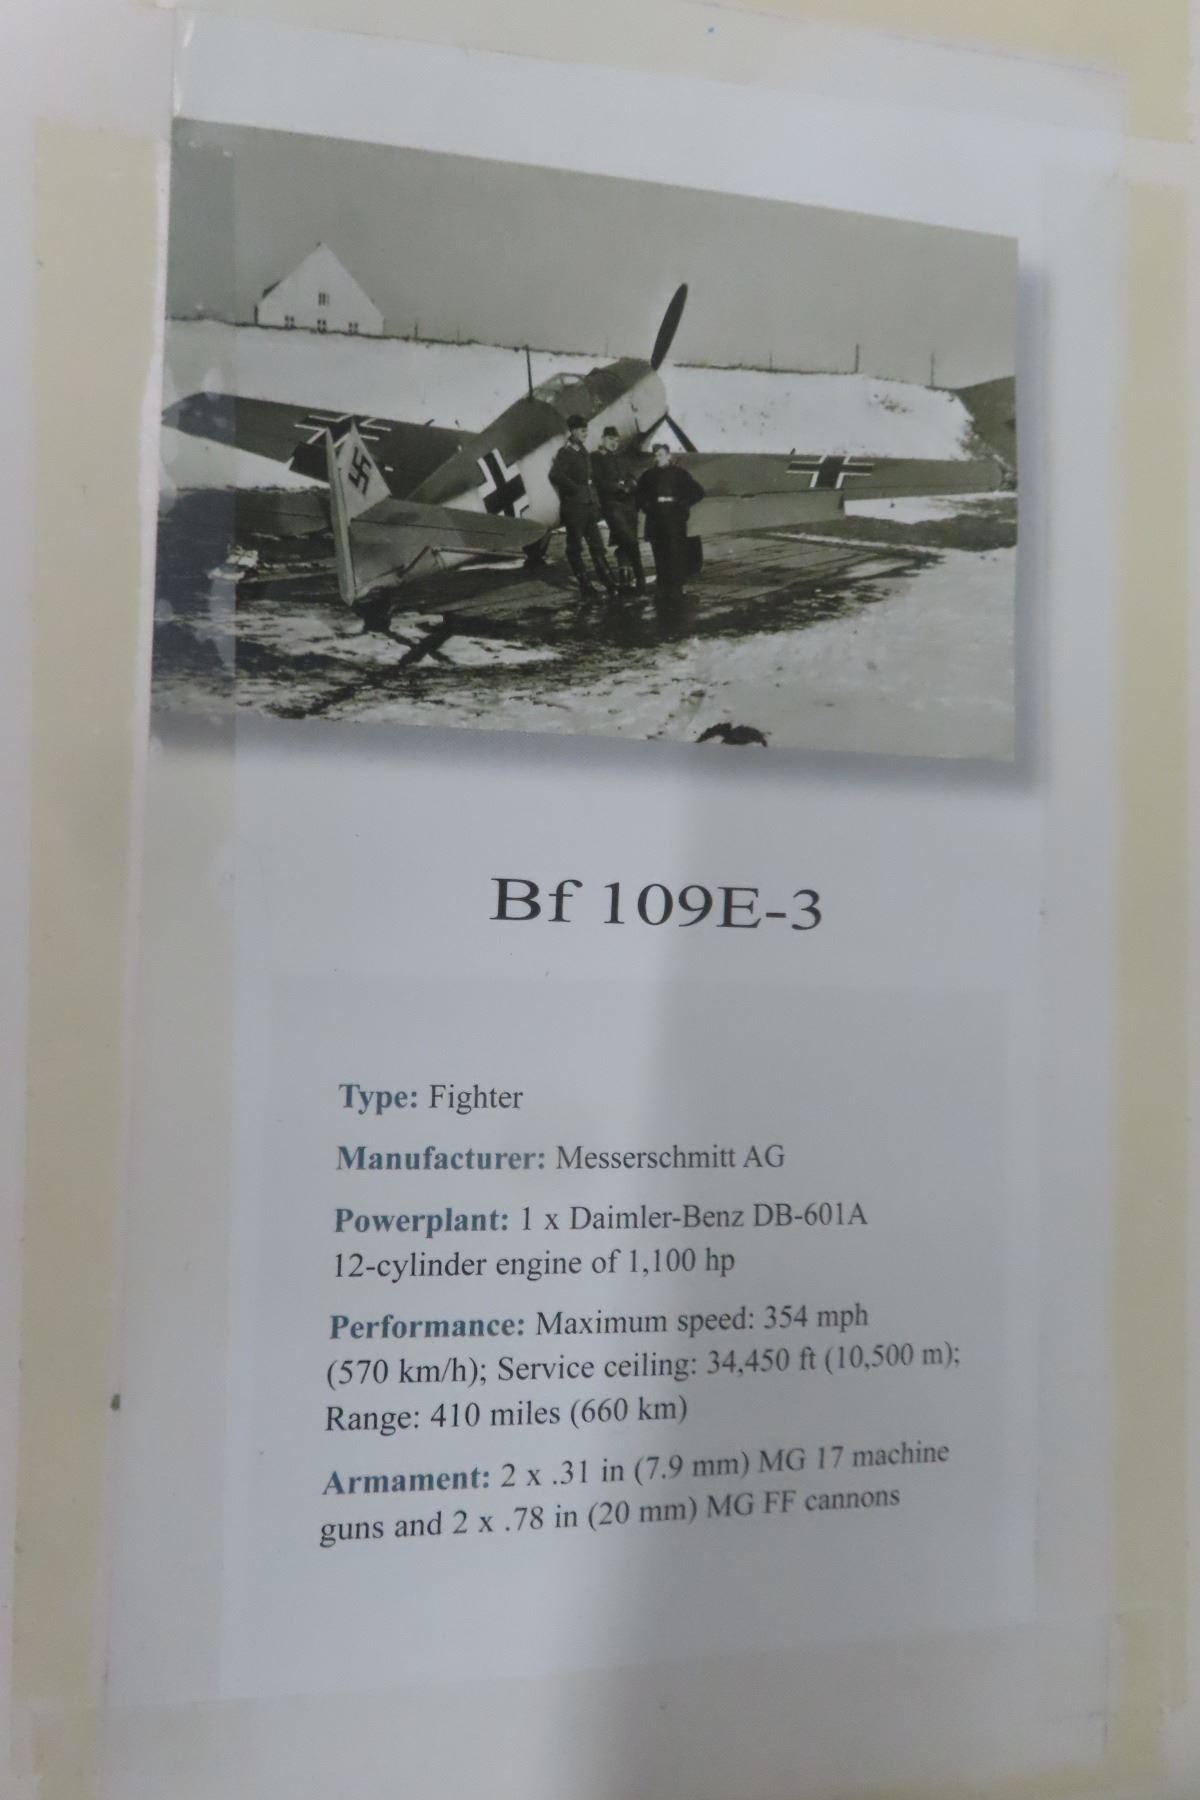 Bf 109E-3
Type: Fighter
Manufacturer: Messerschmitt AG
Powerplant: 1 x Daimler-Benz DB-601A
12-cylinder engine of 1,100 hp
Performance: Maximum speed: 354 mph
(570 km/h); Service ceiling: 34,450 ft (10,500 m);
Range: 410 miles (660 km)
Armament: 2 x .31 in (7.9 mm) MG 17 machine
guns and 2 x .78 in (20 mm) MG FF cannons